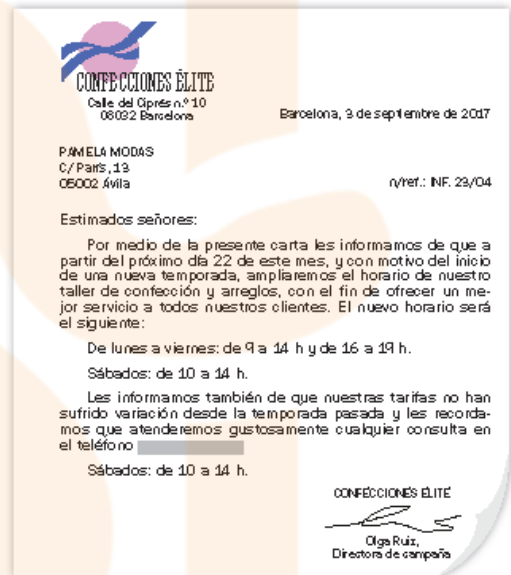 CONFECCIONES ÉLITE
Calle del Ciprés n.º 10
08032 Barcelona
Barcelona, 3 de septiembre de 2017
PAMELA MODAS
C/ París, 13
05002 Ávila
n/ref.: INF. 23/04
Estimados señores:
Por medio de la presente carta les informamos de que a
partir del próximo día 22 de este mes, y con motivo del inicio
de una nueva temporada, ampliaremos el horario de nuestro
taller de confección y arreglos, con el fin de ofrecer un me-
jor servicio a todos nuestros clientes. El nuevo horario será
el siguiente:
De lunes a viernes: de 9 a 14 h y de 16 a 19 h.
Sábados: de 10 a 14 h.
Les informamos también de que nuestras tarifas no han
sufrido variación desde la temporada pasada y les recorda-
mos que atenderemos gustosamente cualquier consulta en
el teléfono
Sábados: de 10 a 14 h.
CONFECCIONES ÉLITE
Olga Ruiz,
Directora de campaña